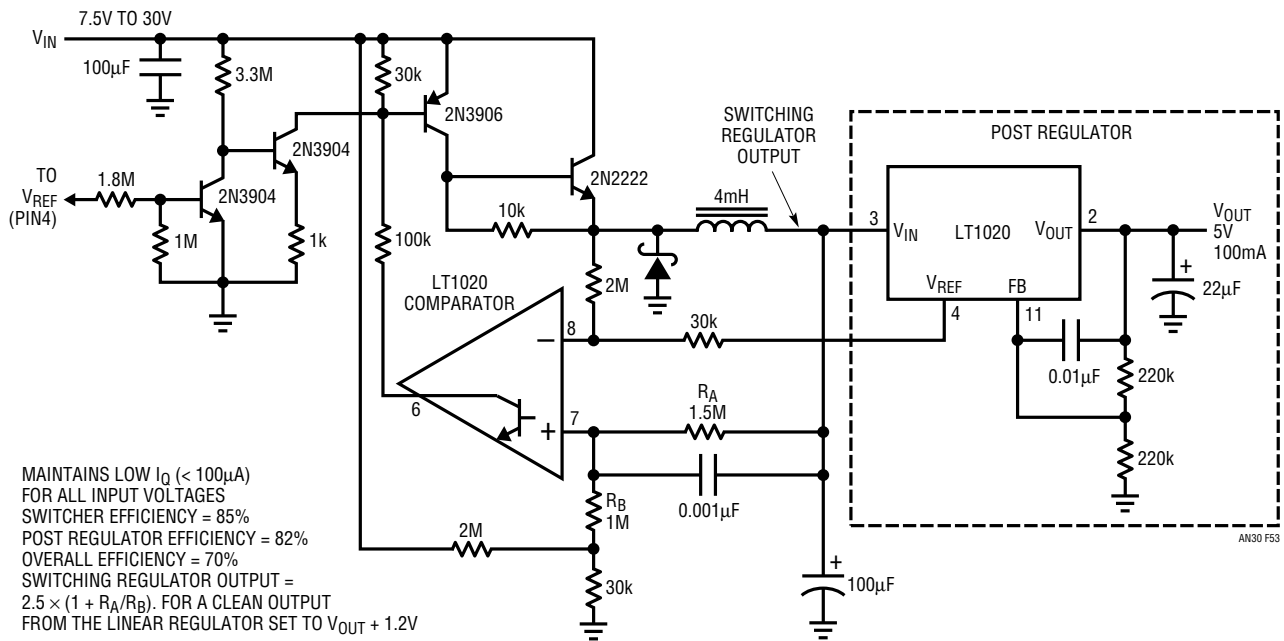 7.5V TO 30V
VIN
100µF
3.3M
30k
2N3906
2N3904
TO
VREF
(PIN4)
1.8M
2N3904
1M
1k
100k
10k
2N2222
SWITCHING
REGULATOR
OUTPUT
4mH
POST REGULATOR
3
VIN
LT1020
VOUT
2
VREF
FB
4
11
VOUT
5V
100mA
+
22µF
0.01µF
220k
220k
LT1020
COMPARATOR
2M
8
–
30k
6
+
7
RA
1.5M
0.001µF
RB
1M
2M
30k
+
100µF
MAINTAINS LOW IQ (< 100µA)
FOR ALL INPUT VOLTAGES
SWITCHER EFFICIENCY = 85%
POST REGULATOR EFFICIENCY = 82%
OVERALL EFFICIENCY = 70%
SWITCHING REGULATOR OUTPUT =
2.5 × (1 + RA/RB). FOR A CLEAN OUTPUT
FROM THE LINEAR REGULATOR SET TO VOUT + 1.2V
AN30 F53